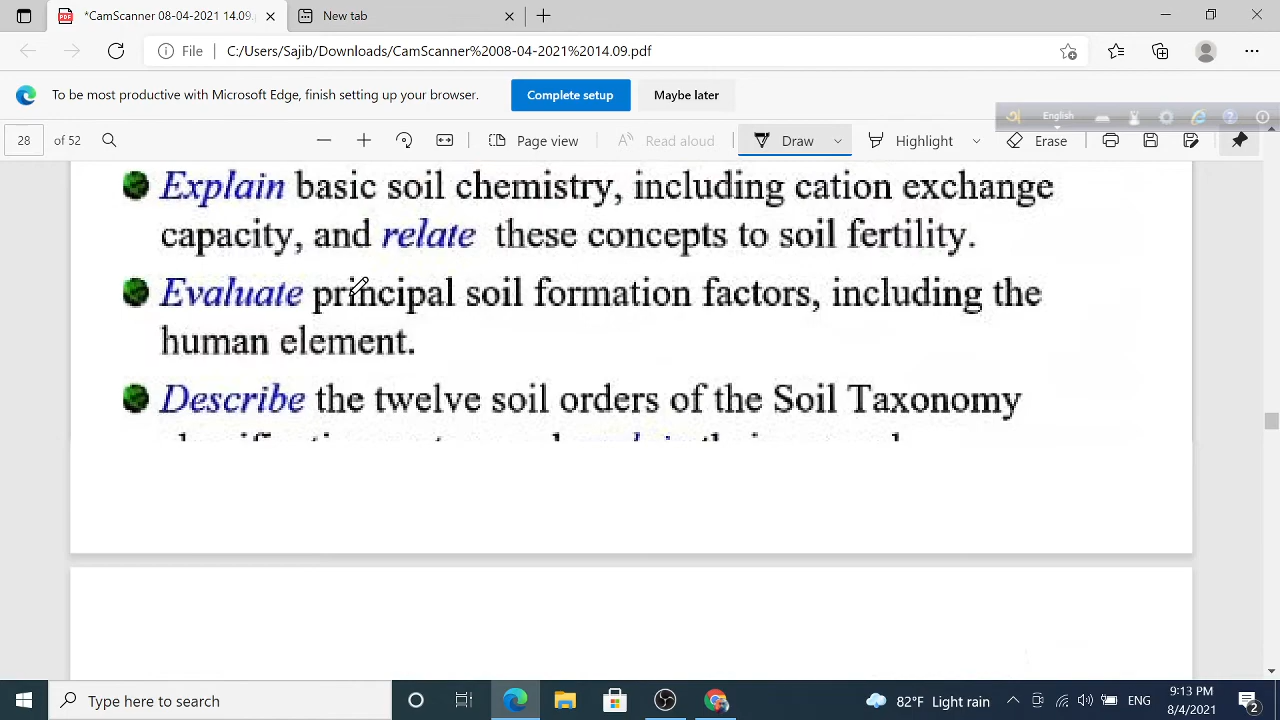 *CamScanner 08-04-2021 14.09.
New tab
File C:/Users/Sajib/Downloads/CamScanner%2008-04-2021%2014.09.pdf
To be most productive with Microsoft Edge, finish setting up your browser. Complete setup Maybe later
English
28 of 52 Page view Read aloud Draw Highlight Erase
Explain basic soil chemistry, including cation exchange
capacity, and relate these concepts to soil fertility.
Evaluate principal soil formation factors, including the
human element.
Describe the twelve soil orders of the Soil Taxonomy
Type here to search
82°F Light rain
ENG
9:13 PM
8/4/2021
2